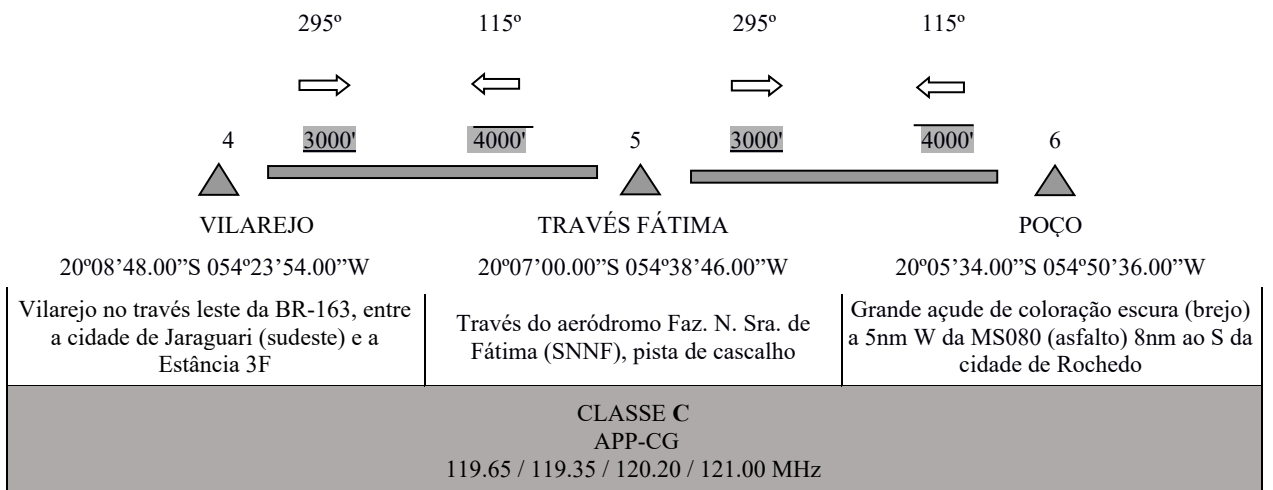 295º 115º 295º 115º
4 3000' 4000' 5 3000' 4000' 6
VILAREJO TRAVÉS FÁTIMA POÇO
20º08’48.00”S 054º23’54.00”W 20º07’00.00”S 054º38’46.00”W 20º05’34.00”S 054º50’36.00”W
Vilarejo no través leste da BR-163, entre
a cidade de Jaraguari (sudeste) e a
Estância 3F
Través do aeródromo Faz. N. Sra. de
Fátima (SNNF), pista de cascalho
Grande açude de coloração escura (brejo)
a 5nm W da MS080 (asfalto) 8nm ao S da
cidade de Rochedo
CLASSE C
APP-CG
119.65 / 119.35 / 120.20 / 121.00 MHz